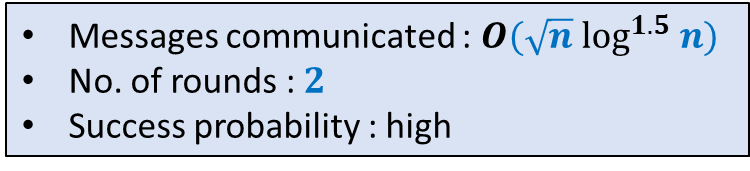 • Messages communicated : O(√n log^1.5 n)
• No. of rounds : 2
• Success probability : high